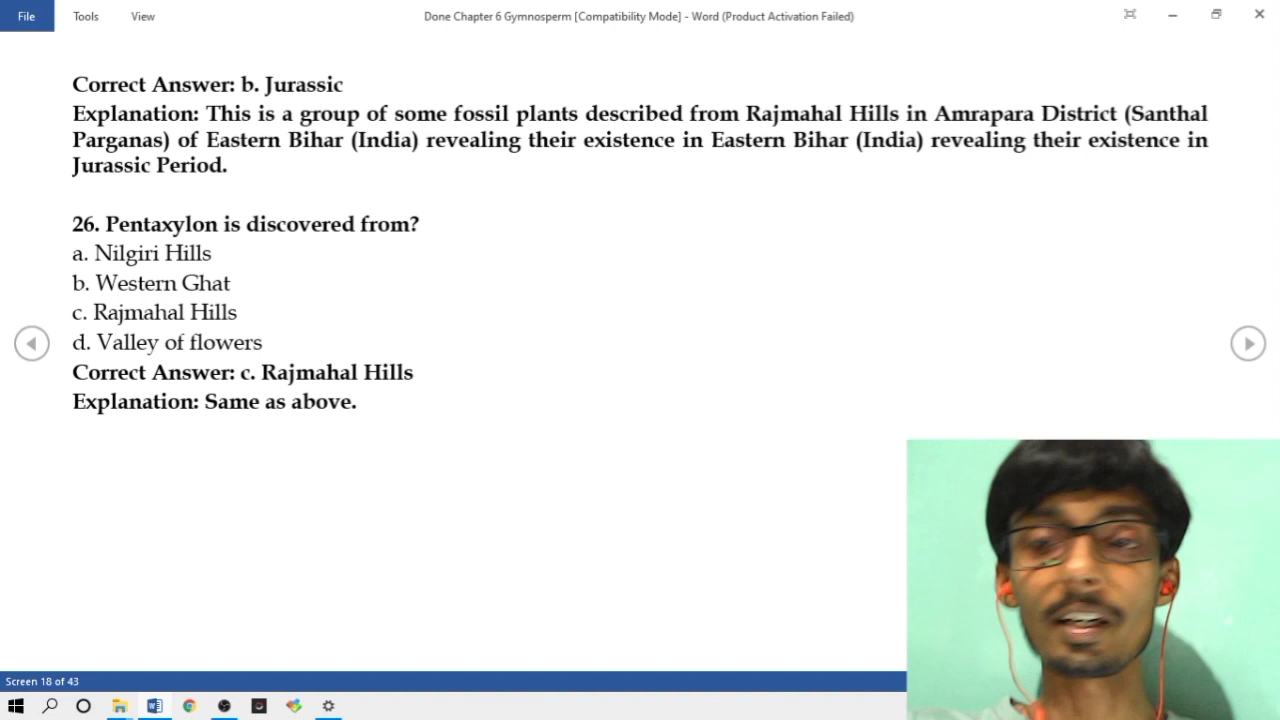 File Tools View Done Chapter 6 Gymnosperm [Compatibility Mode] - Word (Product Activation Failed)
Correct Answer: b. Jurassic
Explanation: This is a group of some fossil plants described from Rajmahal Hills in Amrapara District (Santhal
Parganas) of Eastern Bihar (India) revealing their existence in Eastern Bihar (India) revealing their existence in
Jurassic Period.
26. Pentaxylon is discovered from?
a. Nilgiri Hills
b. Western Ghat
c. Rajmahal Hills
d. Valley of flowers
Correct Answer: c. Rajmahal Hills
Explanation: Same as above.
Screen 18 of 43